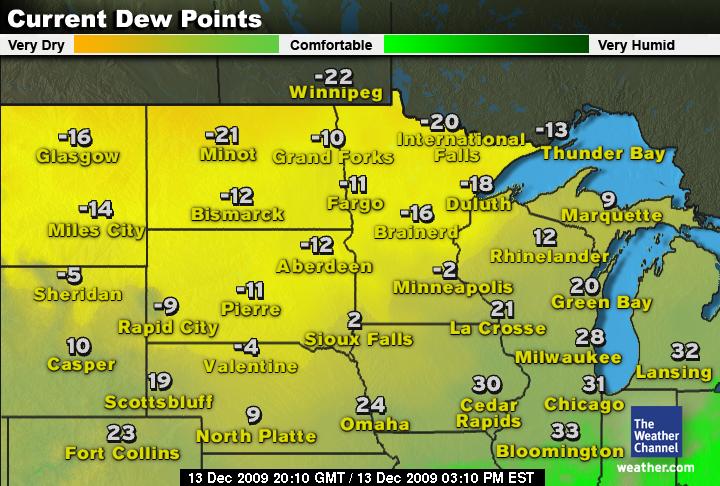 Current Dew Points
Very Dry Comfortable Very Humid
-22
Winnipeg
-16
Glasgow
-21
Minot
-10
Grand Forks
-20
International
Falls
-13
Thunder Bay
-14
Miles City
-12
Bismarck
-11
Fargo
-16
Brainerd
-18
Duluth
9
Marquette
-12
Aberdeen
12
Rhinelander
-5
Sheridan
-9
Rapid City
-11
Pierre
-2
Minneapolis
20
Green Bay
2
Sioux Falls
21
La Crosse
10
Casper
-4
Valentine
28
Milwaukee
32
Lansing
19
Scottsbluff
9
North Platte
24
Omaha
30
Cedar
Rapids
31
Chicago
23
Fort Collins
33
Bloomington
The
Weather
Channel
weather.com
13 Dec 2009 20:10 GMT / 13 Dec 2009 03:10 PM EST